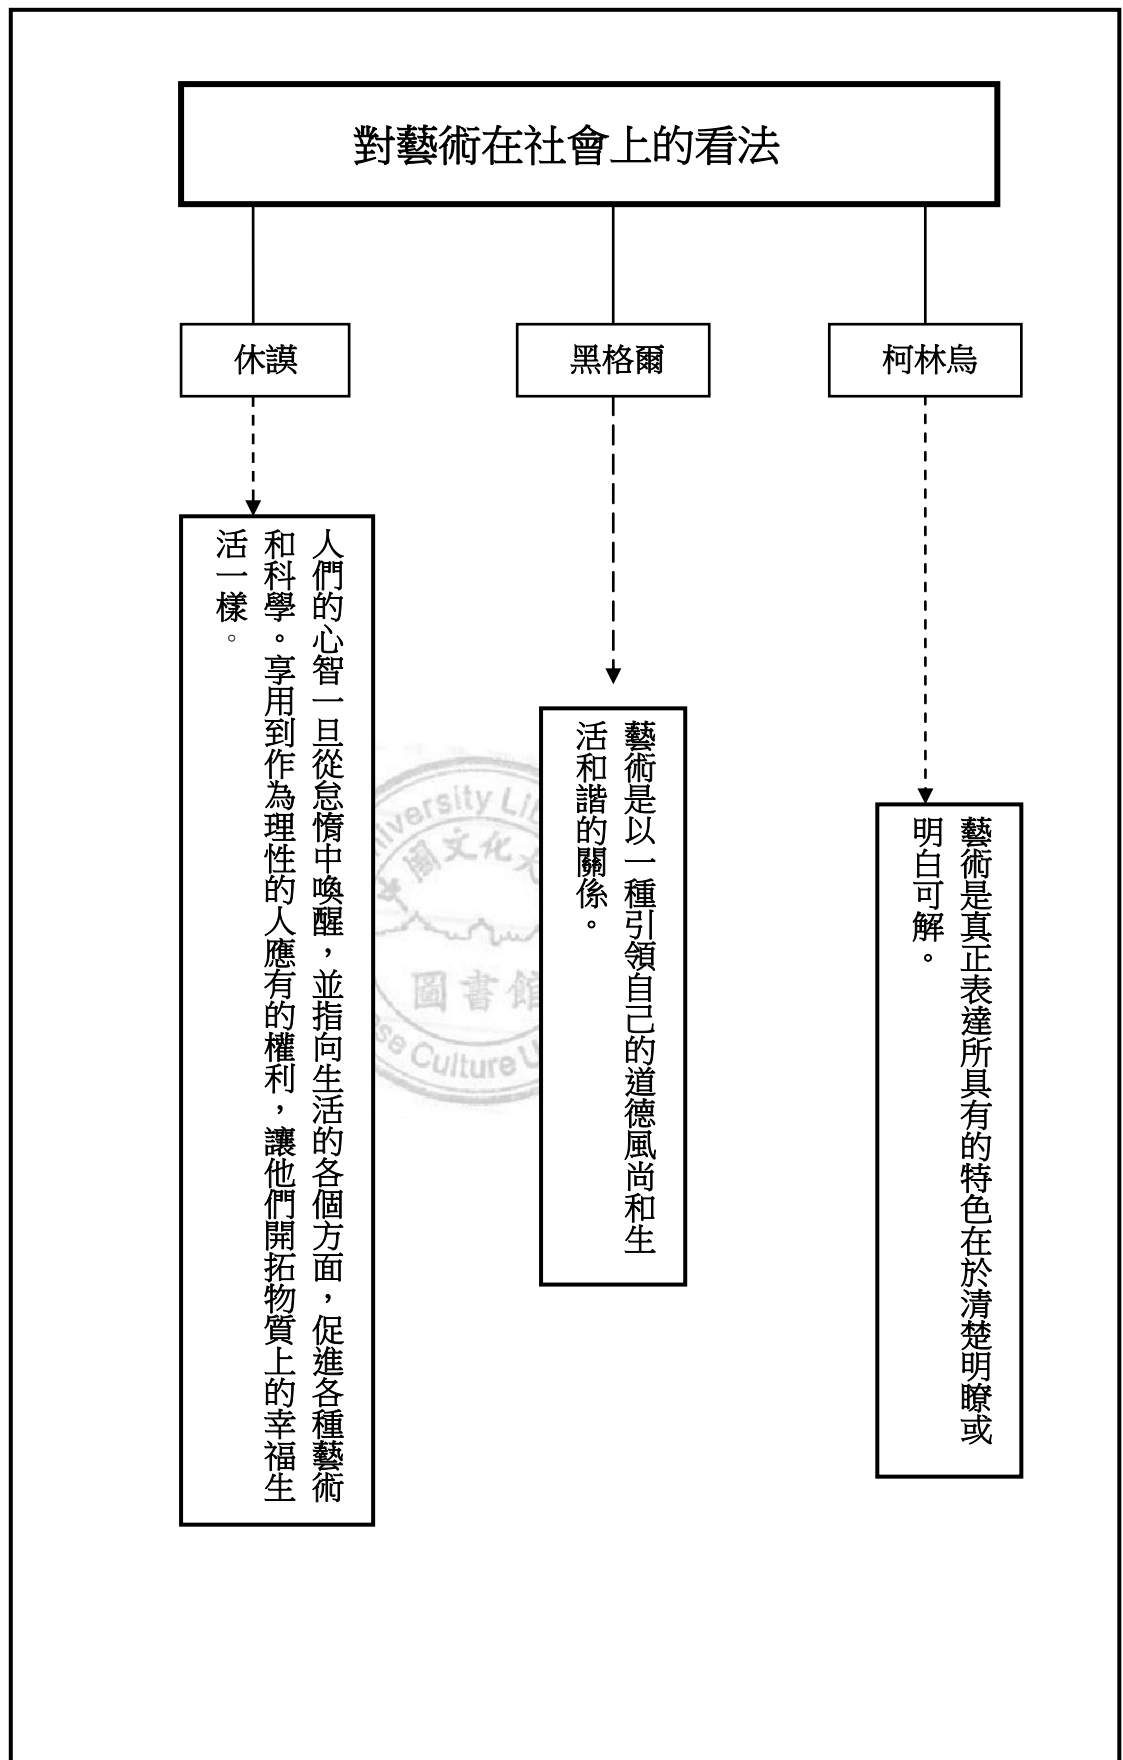 對藝術在社會上的看法
休謨
黑格爾
柯林烏
人們的心智一旦從怠惰中喚醒，並指向生活的各個方面，促進各種藝術
和科學。享用到作為理性的人應有的權利，讓他們開拓物質上的幸福生
活一樣。
藝術是以一種引領自己的道德風尚和生
活和諧的關係。
藝術是真正表達所具有的特色在於清楚明瞭或
明白可解。
文化
圖書館
Culture